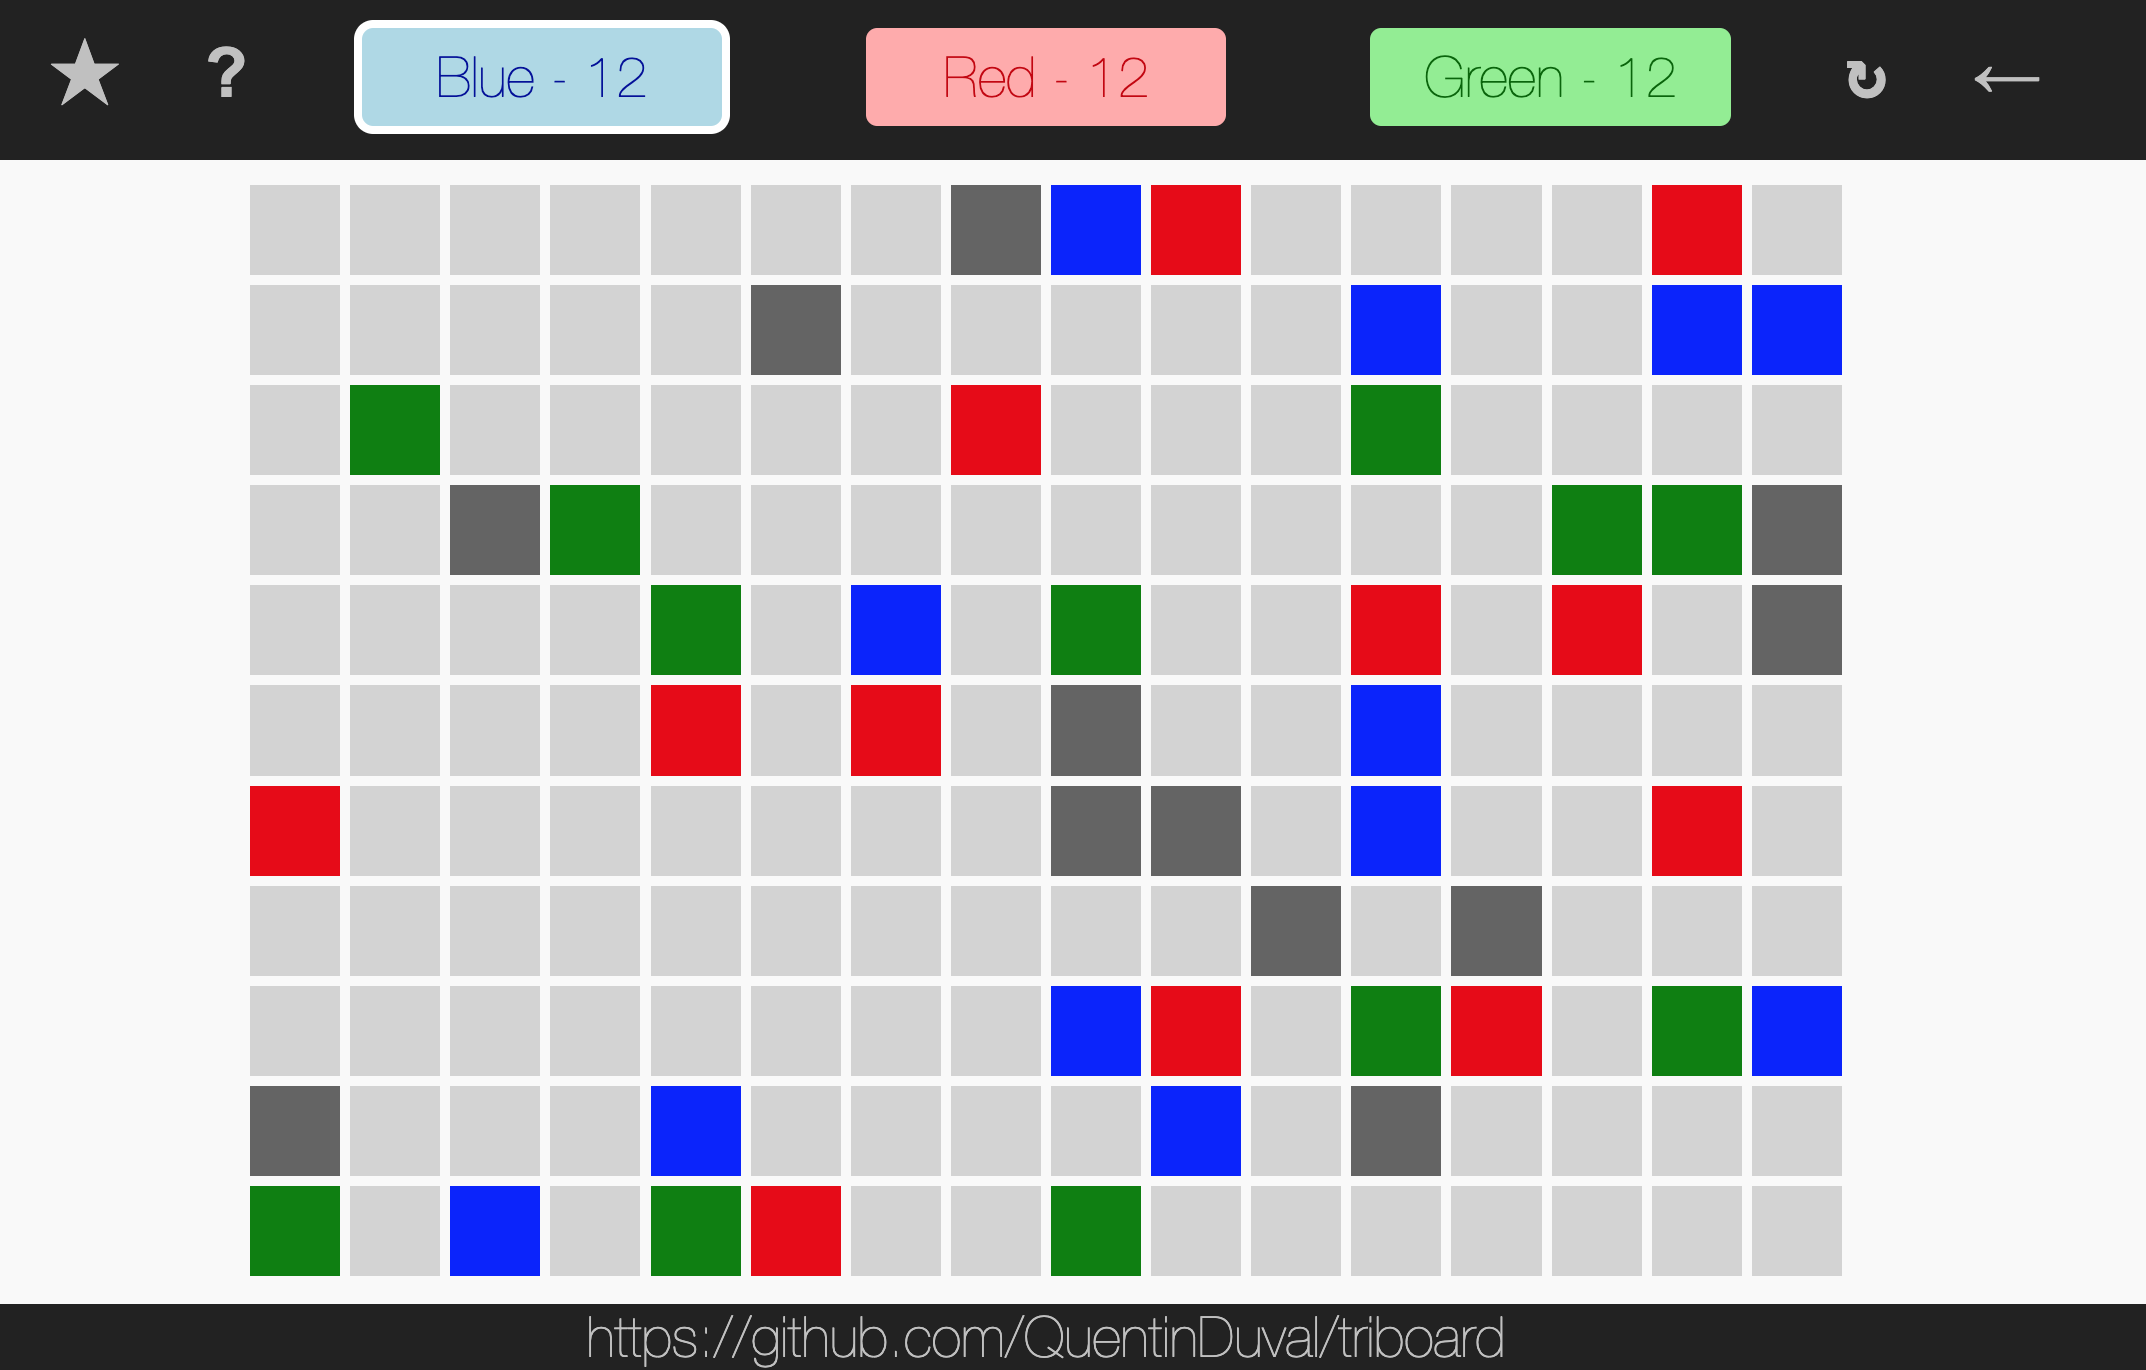 ? Blue - 12 Red - 12 Green - 12
https://github.com/QuentinDuval/triboard